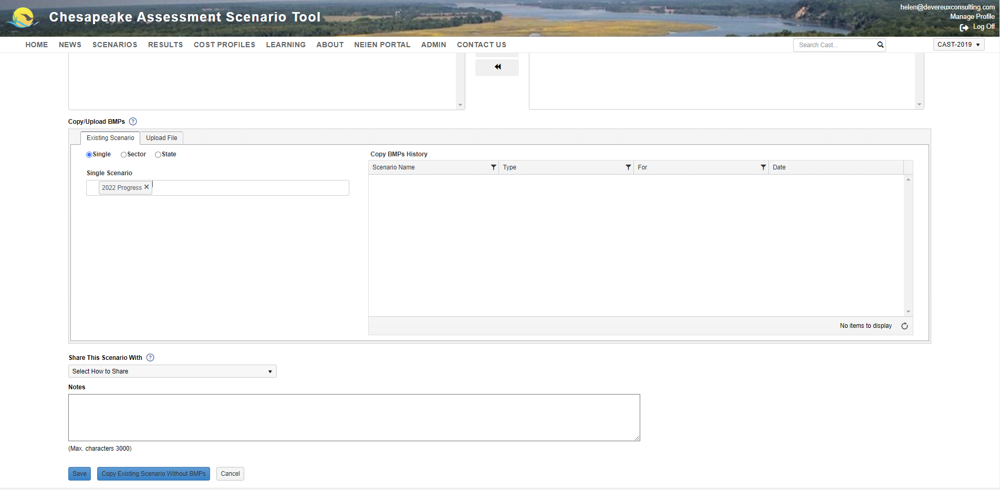 helen@devereuxconsulting.com
Chesapeake Assessment Scenario Tool
Manage Profile
Log Off
HOME NEWS SCENARIOS RESULTS COST PROFILES LEARNING ABOUT NEIEN PORTAL ADMIN CONTACT US Search Cast... CAST-2019
Copy/Upload BMPs ?
Existing Scenario Upload File
Single Sector State
Single Scenario
2022 Progress
Copy BMPs History
Scenario Name Type For Date
No items to display
Share This Scenario With ?
Select How to Share
Notes
(Max. characters 3000)
Save Copy Existing Scenario Without BMPs Cancel